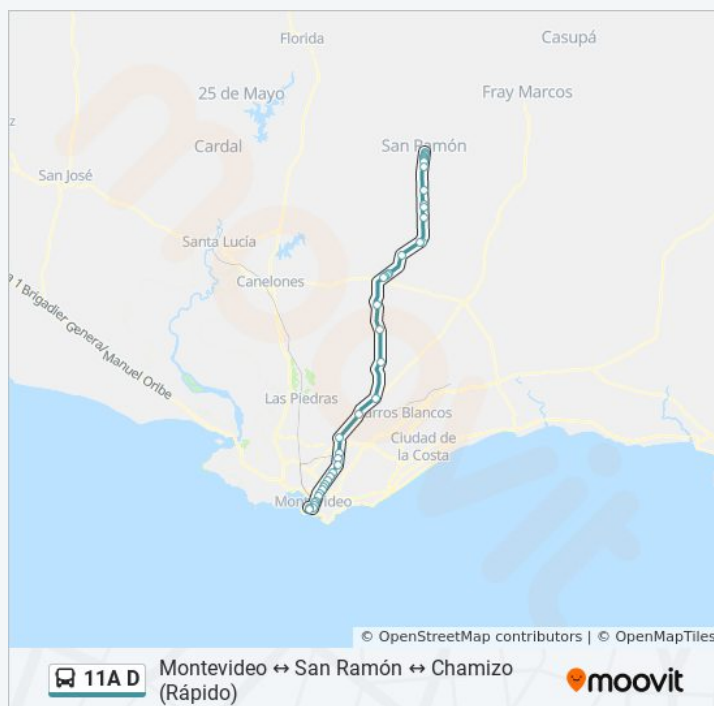 Florida
Casupá
25 de Mayo
Fray Marcos
Cardal
San Ramón
San José
Santa Lucía
Canelones
a 1 Brigadier General Manuel Oribe
Las Piedras
arros Blancos
Ciudad de
la Costa
Montevideo
moovit
© OpenStreetMap contributors | © OpenMapTiles
11A D
Montevideo ↔ San Ramón ↔ Chamizo
(Rápido)
moovit